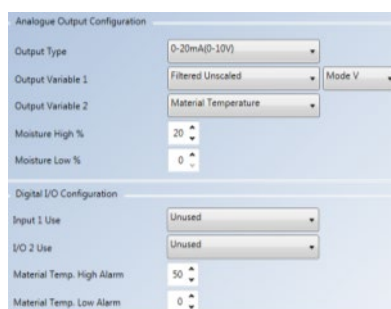 Analogue Output Configuration
Output Type 0-20mA(0-10V)
Output Variable 1 Filtered Unscaled Mode V
Output Variable 2 Material Temperature
Moisture High % 20
Moisture Low % 0
Digital I/O Configuration
Input 1 Use Unused
I/O 2 Use Unused
Material Temp. High Alarm 50
Material Temp. Low Alarm 0